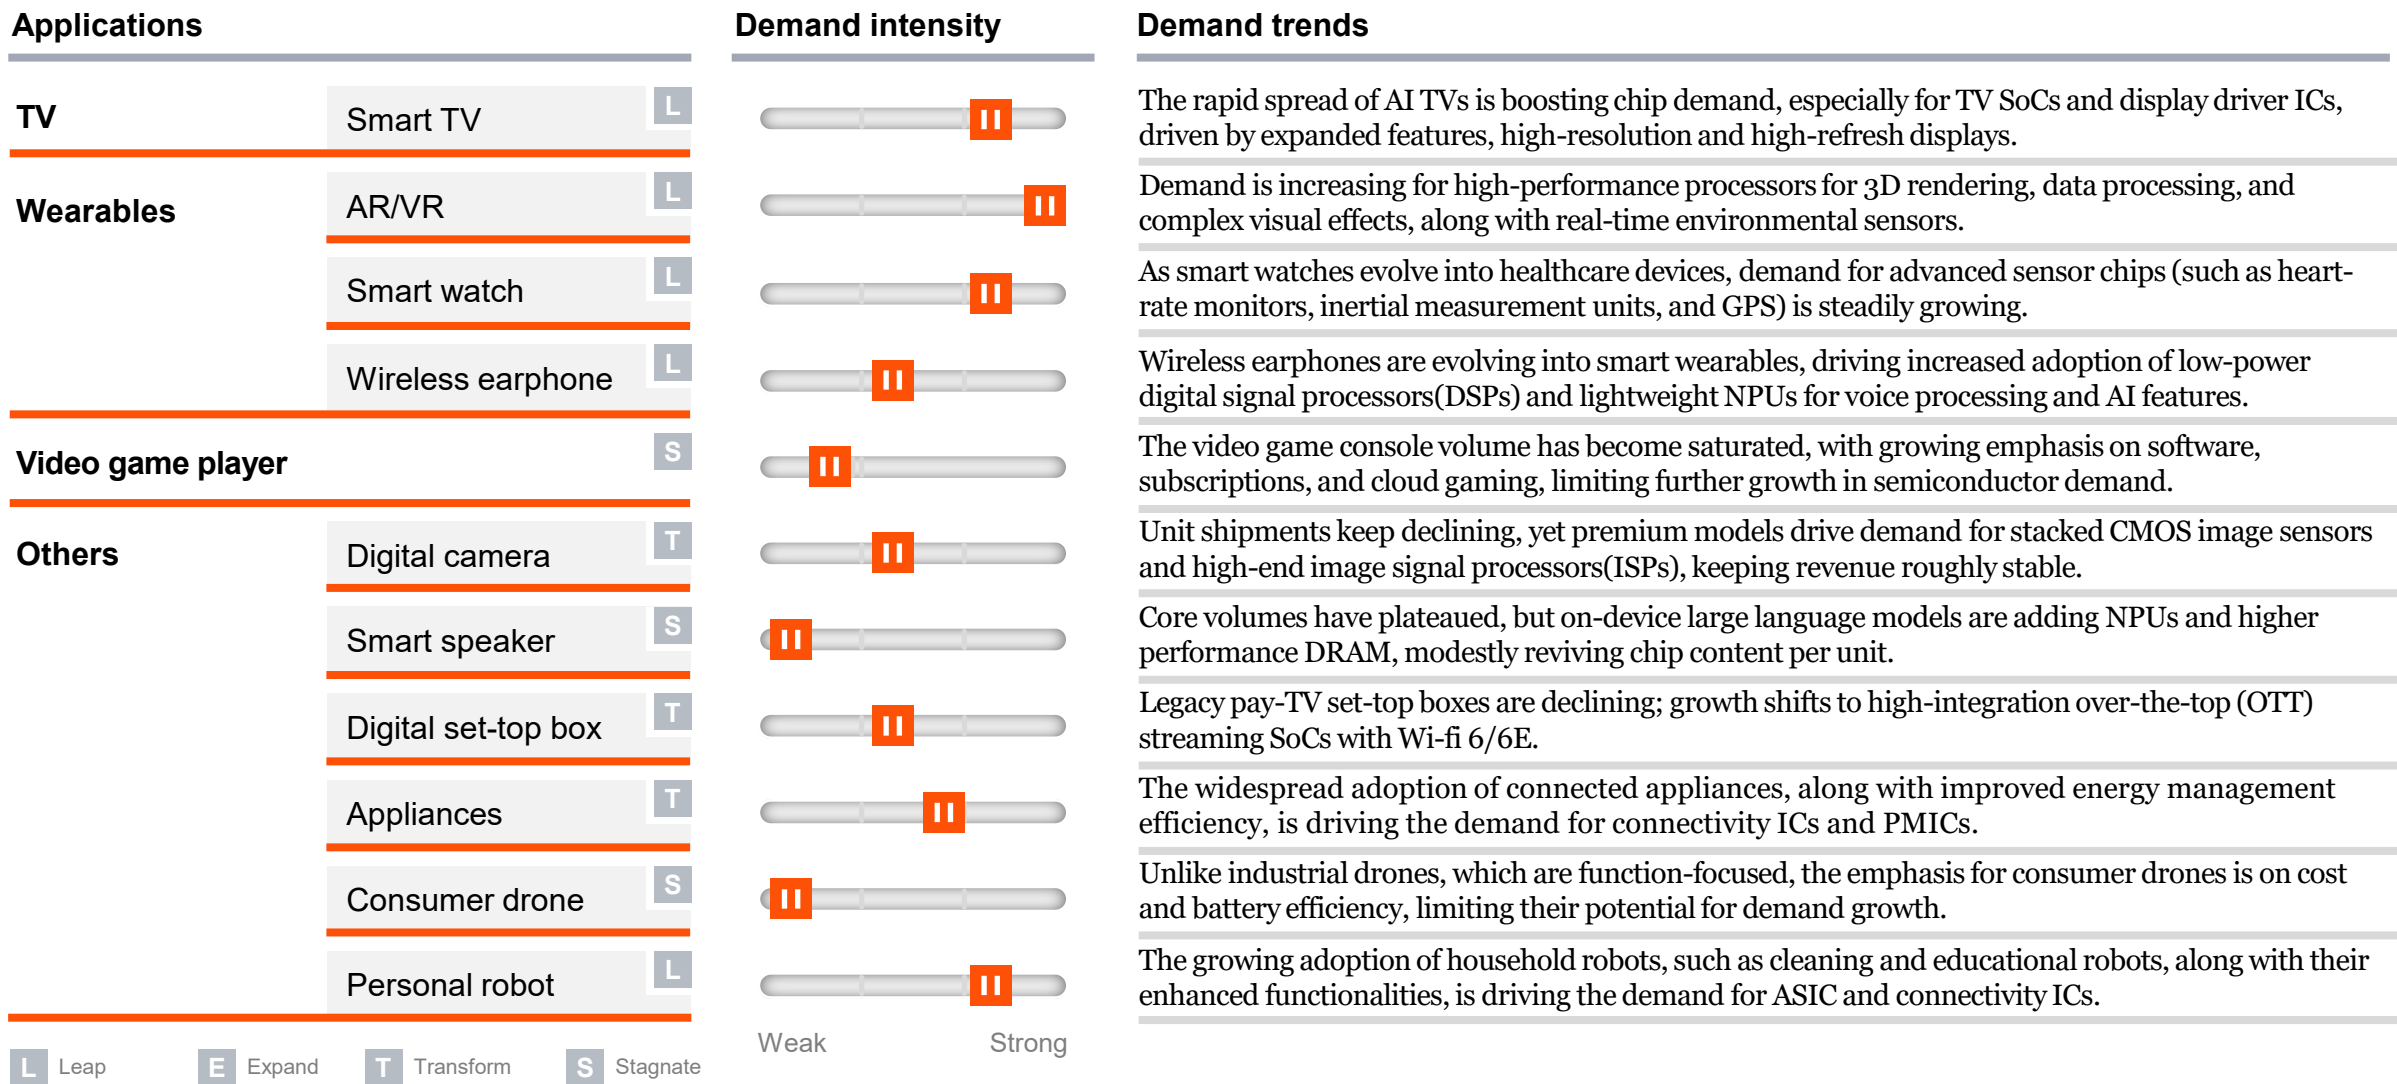 Applications
Demand intensity
Demand trends
TV
Smart TV
L
The rapid spread of AI TVs is boosting chip demand, especially for TV SoCs and display driver ICs,
driven by expanded features, high-resolution and high-refresh displays.
Wearables
AR/VR
L
Demand is increasing for high-performance processors for 3D rendering, data processing, and
complex visual effects, along with real-time environmental sensors.
Smart watch
L
As smart watches evolve into healthcare devices, demand for advanced sensor chips (such as heart-
rate monitors, inertial measurement units, and GPS) is steadily growing.
Wireless earphone
L
Wireless earphones are evolving into smart wearables, driving increased adoption of low-power
digital signal processors(DSPs) and lightweight NPUs for voice processing and AI features.
Video game player
S
The video game console volume has become saturated, with growing emphasis on software,
subscriptions, and cloud gaming, limiting further growth in semiconductor demand.
Others
Digital camera
T
Unit shipments keep declining, yet premium models drive demand for stacked CMOS image sensors
and high-end image signal processors(ISPs), keeping revenue roughly stable.
Smart speaker
S
Core volumes have plateaued, but on-device large language models are adding NPUs and higher
performance DRAM, modestly reviving chip content per unit.
Digital set-top box
T
Legacy pay-TV set-top boxes are declining; growth shifts to high-integration over-the-top (OTT)
streaming SoCs with Wi-fi 6/6E.
Appliances
T
The widespread adoption of connected appliances, along with improved energy management
efficiency, is driving the demand for connectivity ICs and PMICs.
Consumer drone
S
Unlike industrial drones, which are function-focused, the emphasis for consumer drones is on cost
and battery efficiency, limiting their potential for demand growth.
Personal robot
L
The growing adoption of household robots, such as cleaning and educational robots, along with their
enhanced functionalities, is driving the demand for ASIC and connectivity ICs.
Weak
Strong
L Leap
E Expand
T Transform
S Stagnate